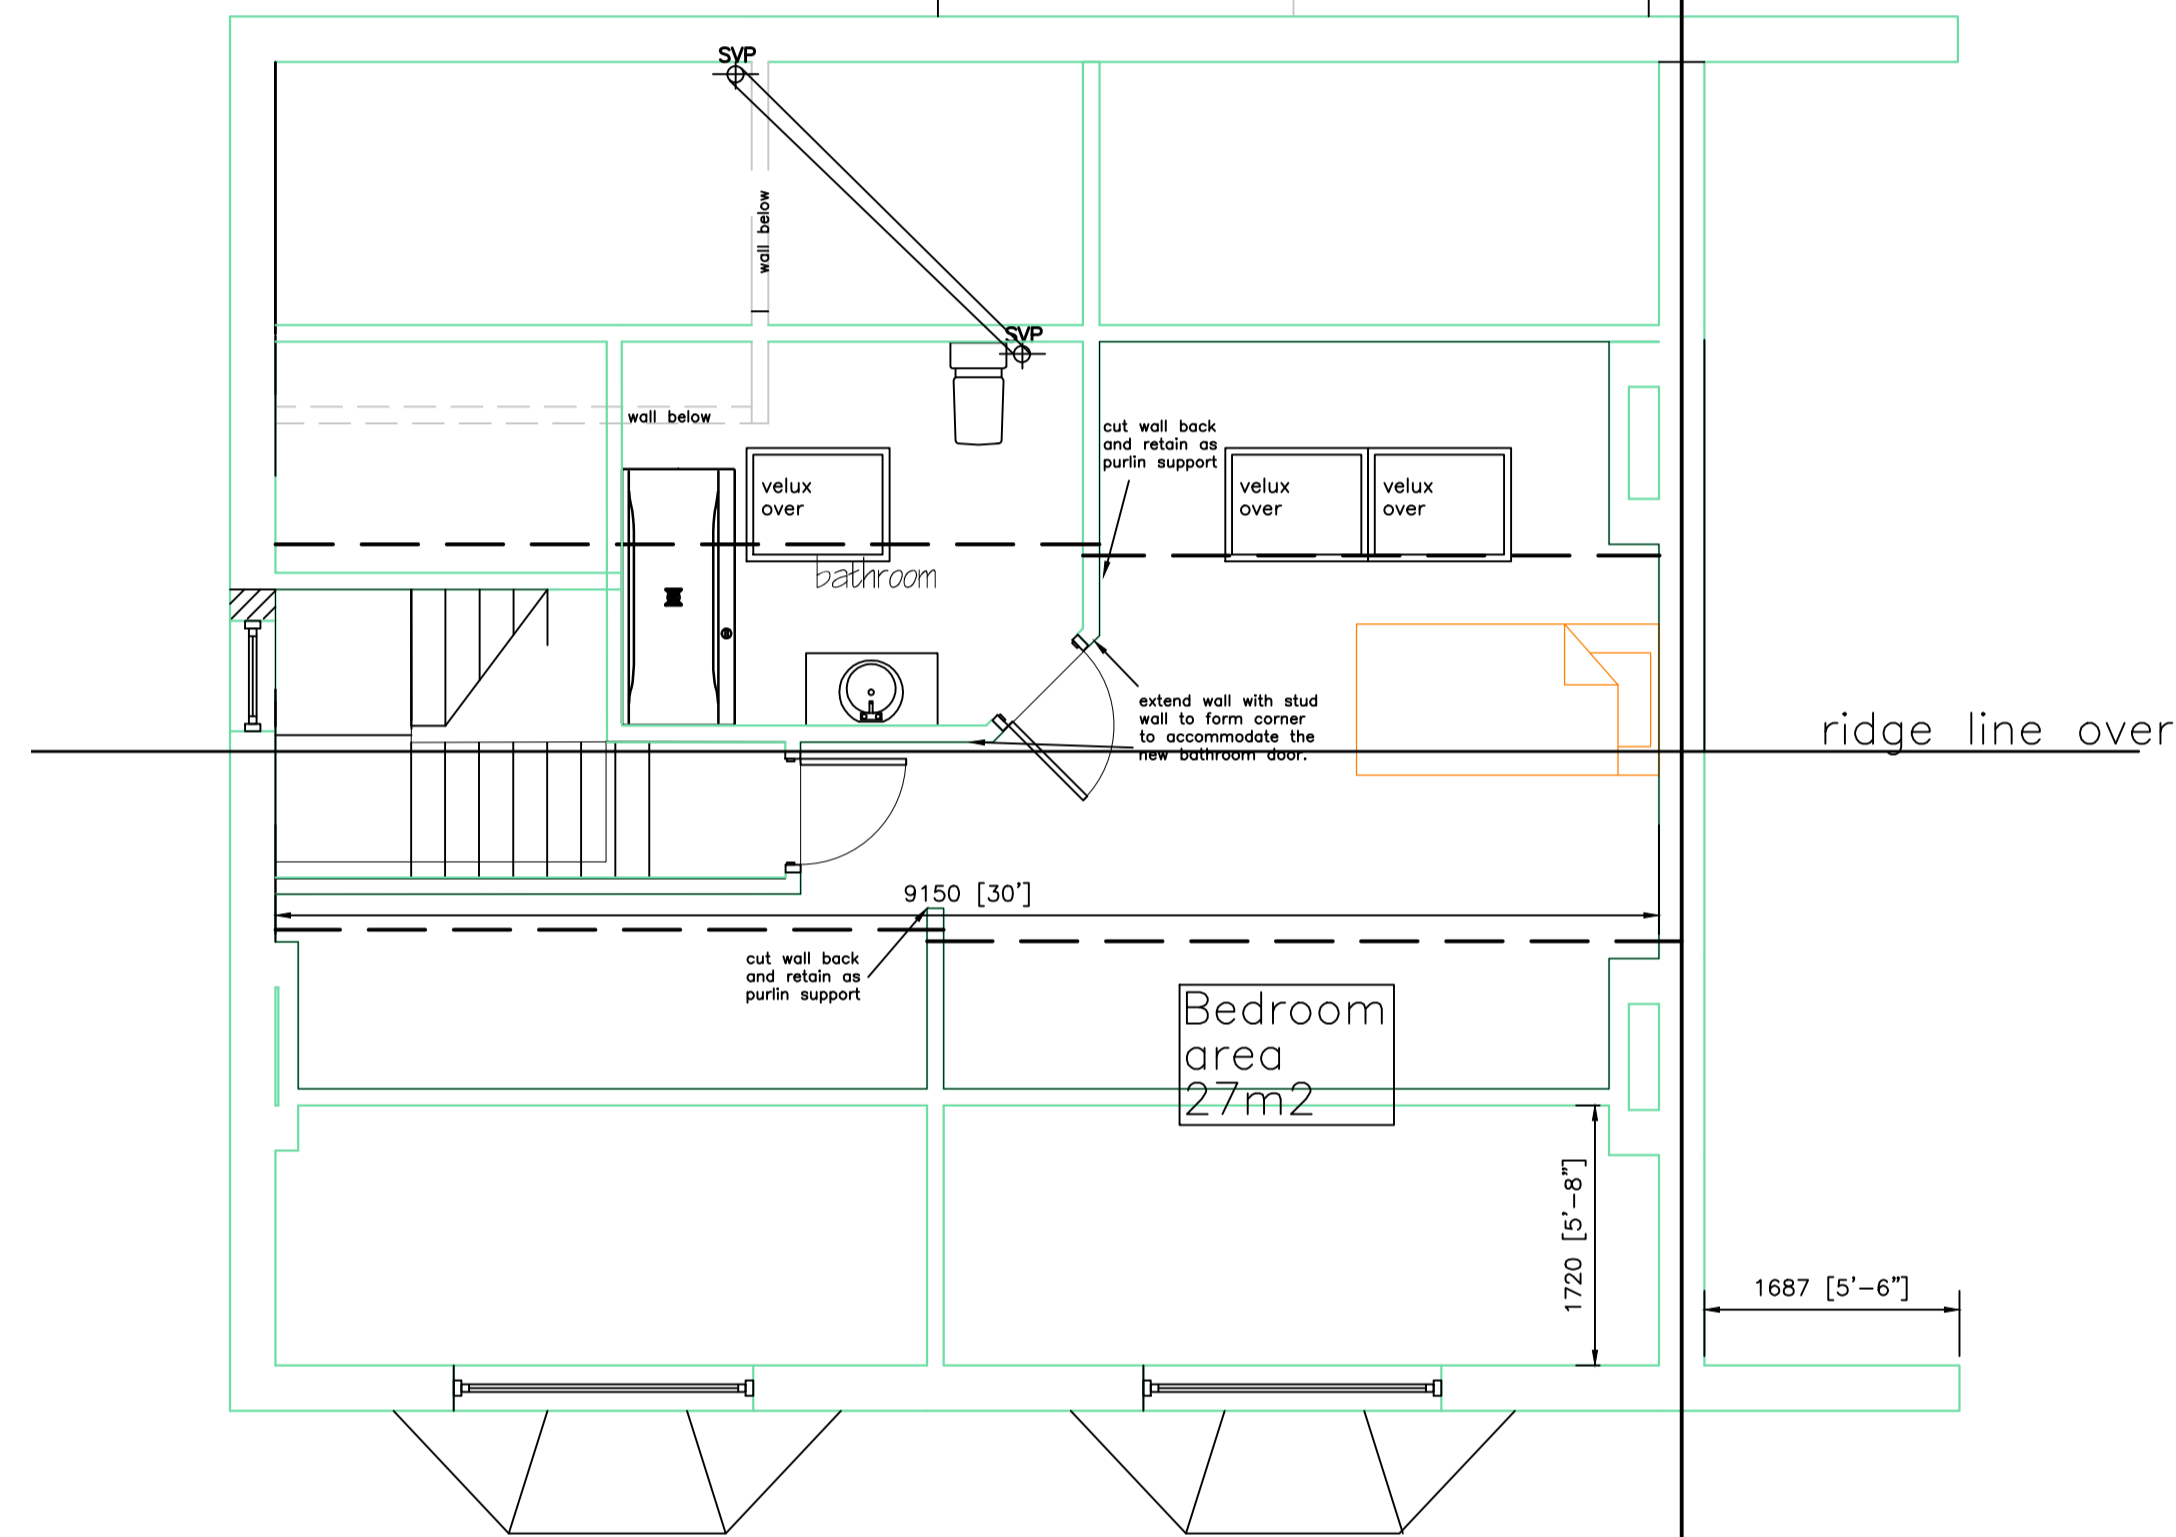 SVP
wall below
SVP
wall below
cut wall back
and retain as
purlin support
velux
over
velux
over
velux
over
bathroom
extend wall with stud
wall to form corner
to accommodate the
new bathroom door.
ridge line over
9150 [30']
cut wall back
and retain as
purlin support
Bedroom
area
27m2
1720 [5'-8"]
1687 [5'-6"]